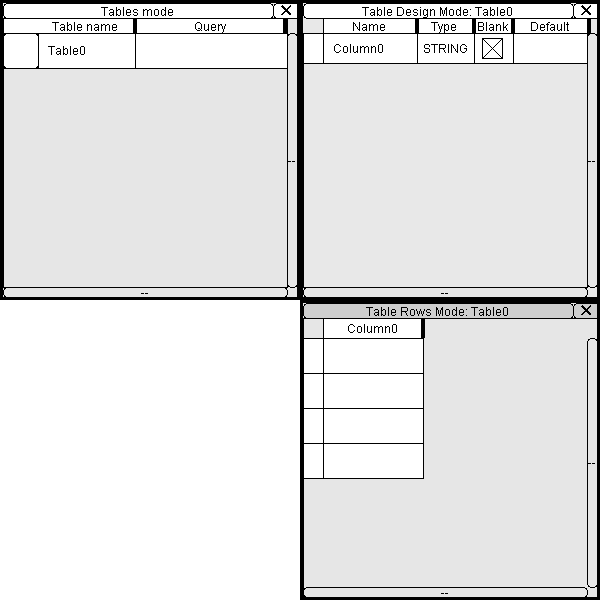 Tables mode
Table name Query
Table0
--
--
Table Design Mode: Table0
Name Type Blank Default
Column0 STRING
--
--
Table Rows Mode: Table0
Column0
--
--